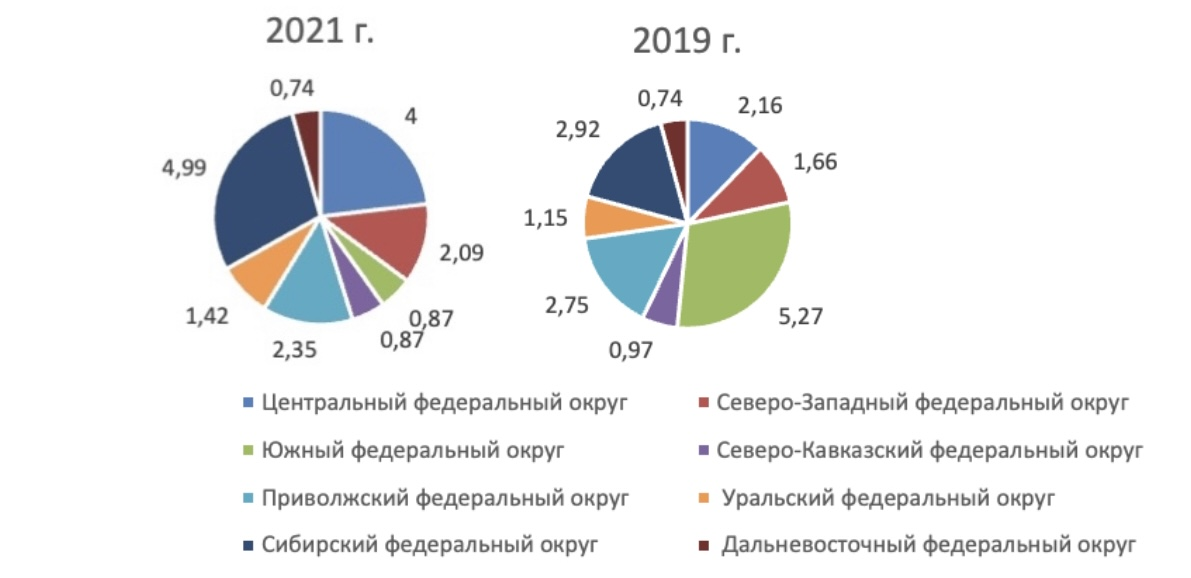 2021 г.
2019 г.
0,74
4
4,99
2,09
1,42
0,87
0,87
2,35
0,74
2,16
2,92
1,66
1,15
2,75
5,27
0,97
Центральный федеральный округ
Северо-Западный федеральный округ
Южный федеральный округ
Северо-Кавказский федеральный округ
Приволжский федеральный округ
Уральский федеральный округ
Сибирский федеральный округ
Дальневосточный федеральный округ